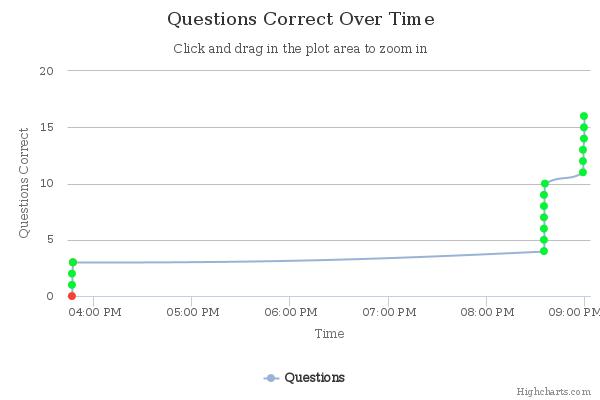 Questions Correct Over Time
Click and drag in the plot area to zoom in
Questions Correct
20
15
10
5
0
04:00 PM 05:00 PM 06:00 PM 07:00 PM 08:00 PM 09:00 PM
Time
Questions
Highcharts.com